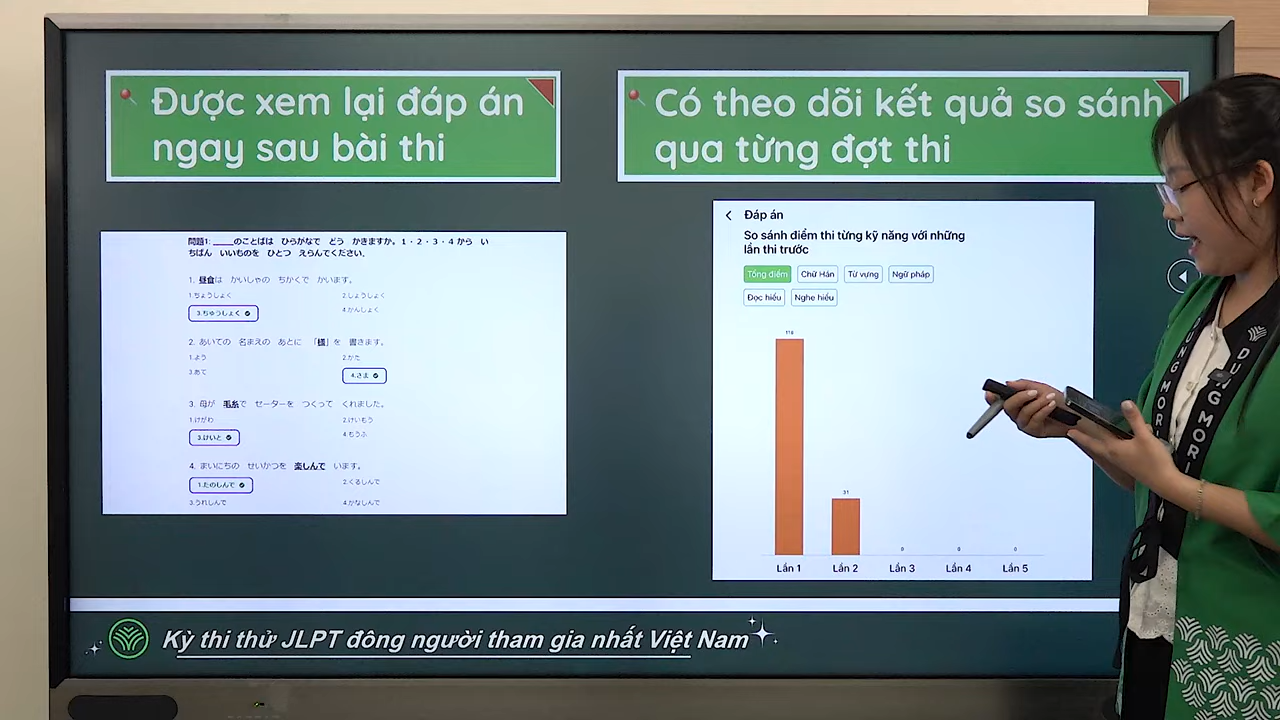 Được xem lại đáp án
ngay sau bài thi
Có theo dõi kết quả so sánh
qua từng đợt thi
問題1: _____のことばは ひらがなで どう かきますか。1・2・3・4 から い
ちばん いいものを ひとつ えらんでください。
1. 昼食は かいしゃの ちかくで かいます。
1.ちょうしょく
2.しょうしょく
3.ちゅうしょく
4.かんしょく
2. あいての 名まえの あとに 「様」を 書きます。
1.よう
2.かた
3.あて
4.さま
3. 母が 毛糸で セーターを つくって くれました。
1.けがわ
2.けいもう
3.けいと
4.もうふ
4. まいにちの せいかつを 楽しんで います。
1.たのしんで
2.くるしんで
3.うれしんで
4.かなしんで
Đáp án
So sánh điểm thi từng kỹ năng với những
lần thi trước
Tổng điểm Chữ Hán Từ vựng Ngữ pháp
Đọc hiểu Nghe hiểu
116
31
0 0 0
Lần 1 Lần 2 Lần 3 Lần 4 Lần 5
Kỳ thi thử JLPT đông người tham gia nhất Việt Nam
DUNG MORI
DUNG MORI